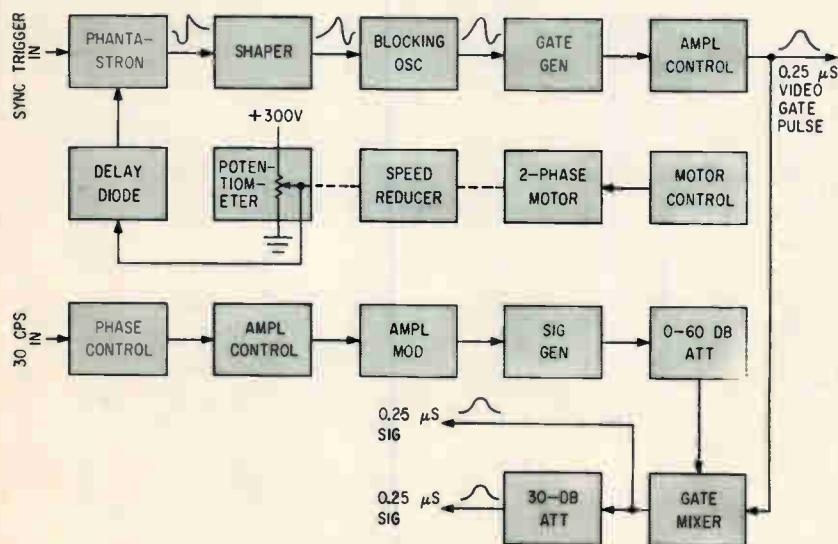 SYNC TRIGGER
IN
PHANTA-
STRON
SHAPER
BLOCKING
OSC
GATE
GEN
AMPL
CONTROL
0.25 μS
VIDEO
GATE
PULSE
+300V
DELAY
DIODE
POTEN-
TIOM-
ETER
SPEED
REDUCER
2-PHASE
MOTOR
MOTOR
CONTROL
30 CPS
IN
PHASE
CONTROL
AMPL
CONTROL
AMPL
MOD
SIG
GEN
0-60 DB
ATT
0.25 μS
SIG
0.25 μS
SIG
30-DB
ATT
GATE
MIXER